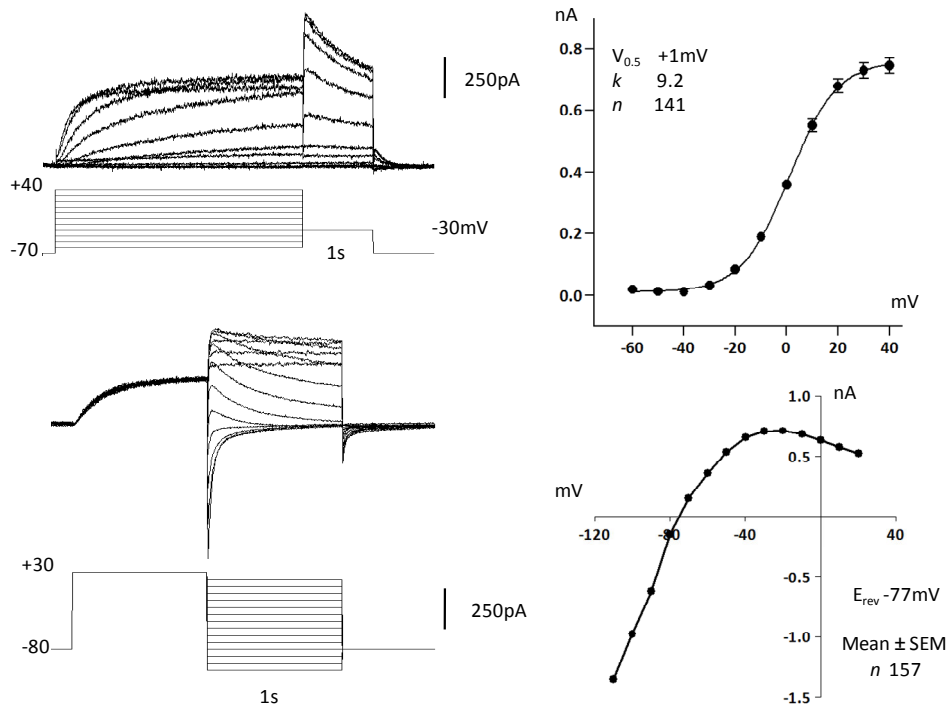 250pA
+40
-70
-30mV
1s
nA
0.8
0.6
0.4
0.2
0.0
V0.5 +1mV
k 9.2
n 141
mV
-60 -40 -20 0 20 40
+30
-80
250pA
1s
nA
1.0
0.5
mV
-120 -80 -40 40
-0.5
-1.0
-1.5
Erev -77mV
Mean ± SEM
n 157